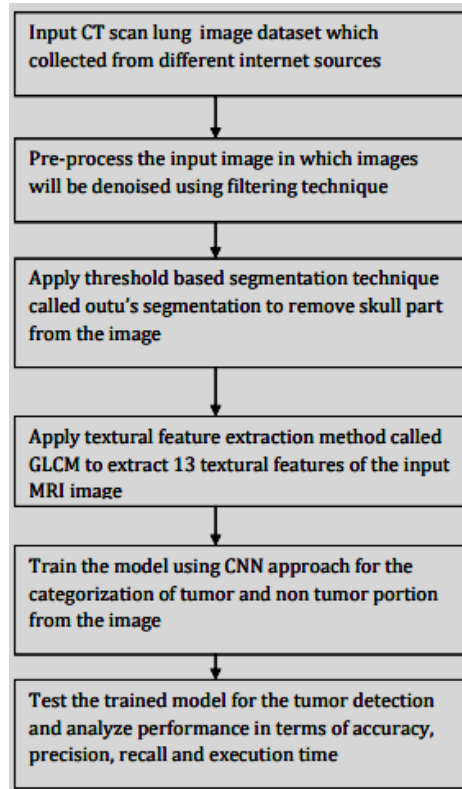 Input CT scan lung image dataset which
collected from different internet sources
Pre-process the input image in which images
will be denoised using filtering technique
Apply threshold based segmentation technique
called outu's segmentation to remove skull part
from the image
Apply textural feature extraction method called
GLCM to extract 13 textural features of the input
MRI image
Train the model using CNN approach for the
categorization of tumor and non tumor portion
from the image
Test the trained model for the tumor detection
and analyze performance in terms of accuracy,
precision, recall and execution time